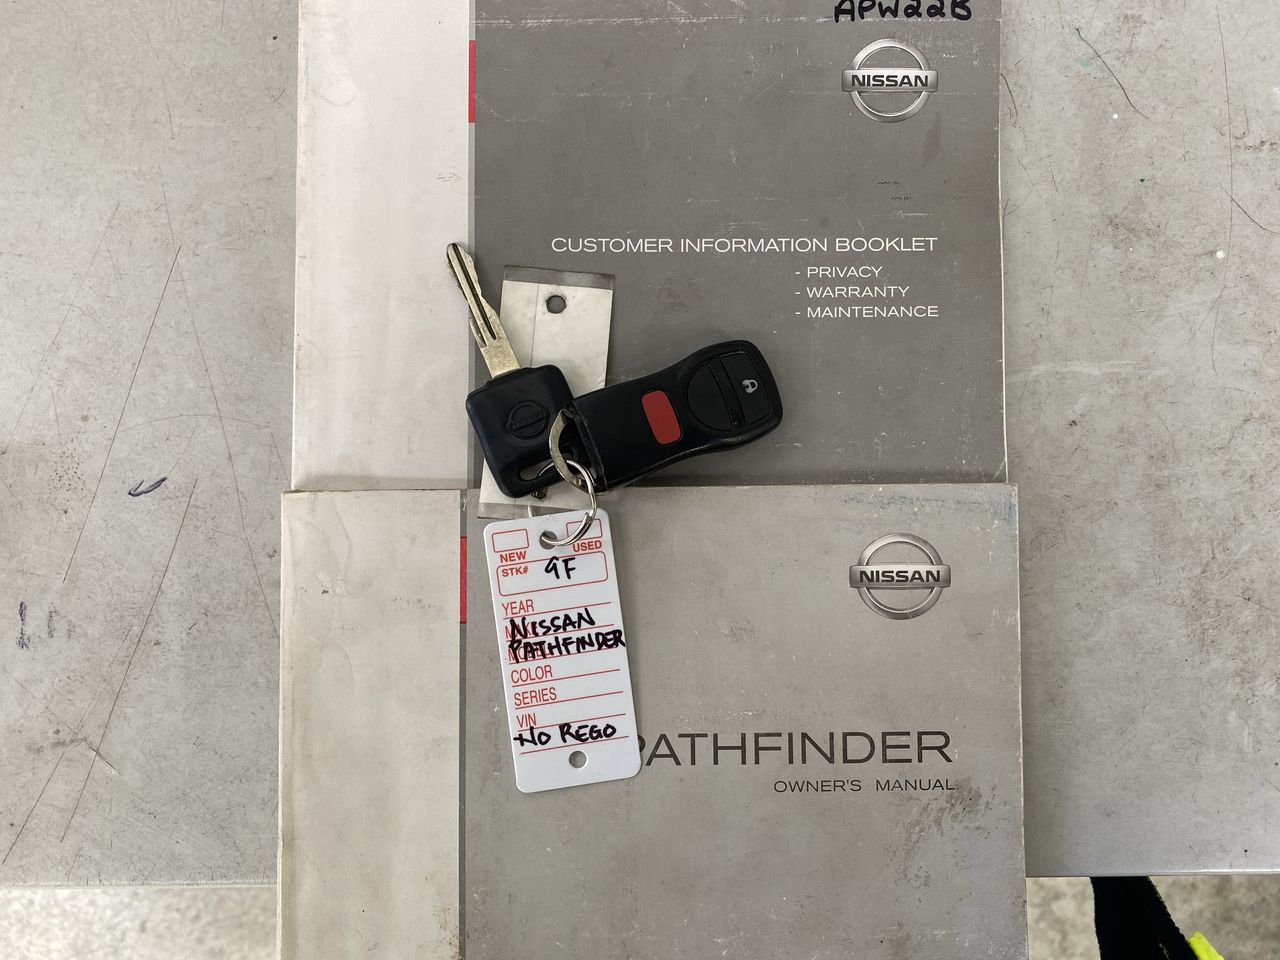 APW22B
NISSAN
CUSTOMER INFORMATION BOOKLET
- PRIVACY
- WARRANTY
- MAINTENANCE
NISSAN
NEW
USED
STK# 9F
YEAR
NISSAN
PATHFINDER
COLOR
SERIES
VIN
NO REGO
PATHFINDER
OWNER'S MANUAL